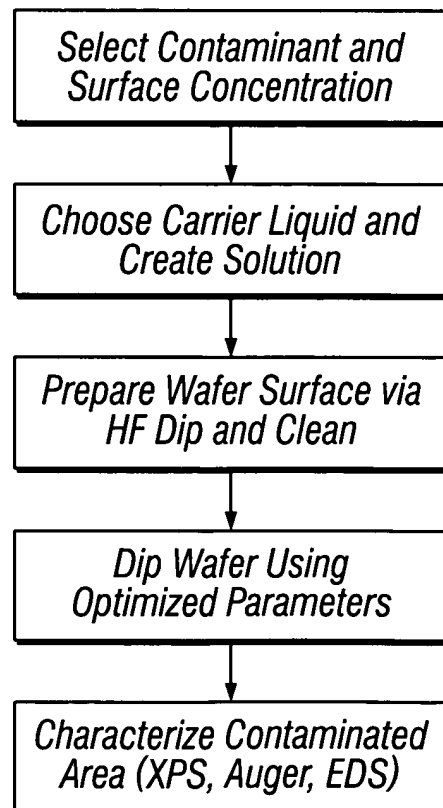 Select Contaminant and
Surface Concentration
Choose Carrier Liquid and
Create Solution
Prepare Wafer Surface via
HF Dip and Clean
Dip Wafer Using
Optimized Parameters
Characterize Contaminated
Area (XPS, Auger, EDS)